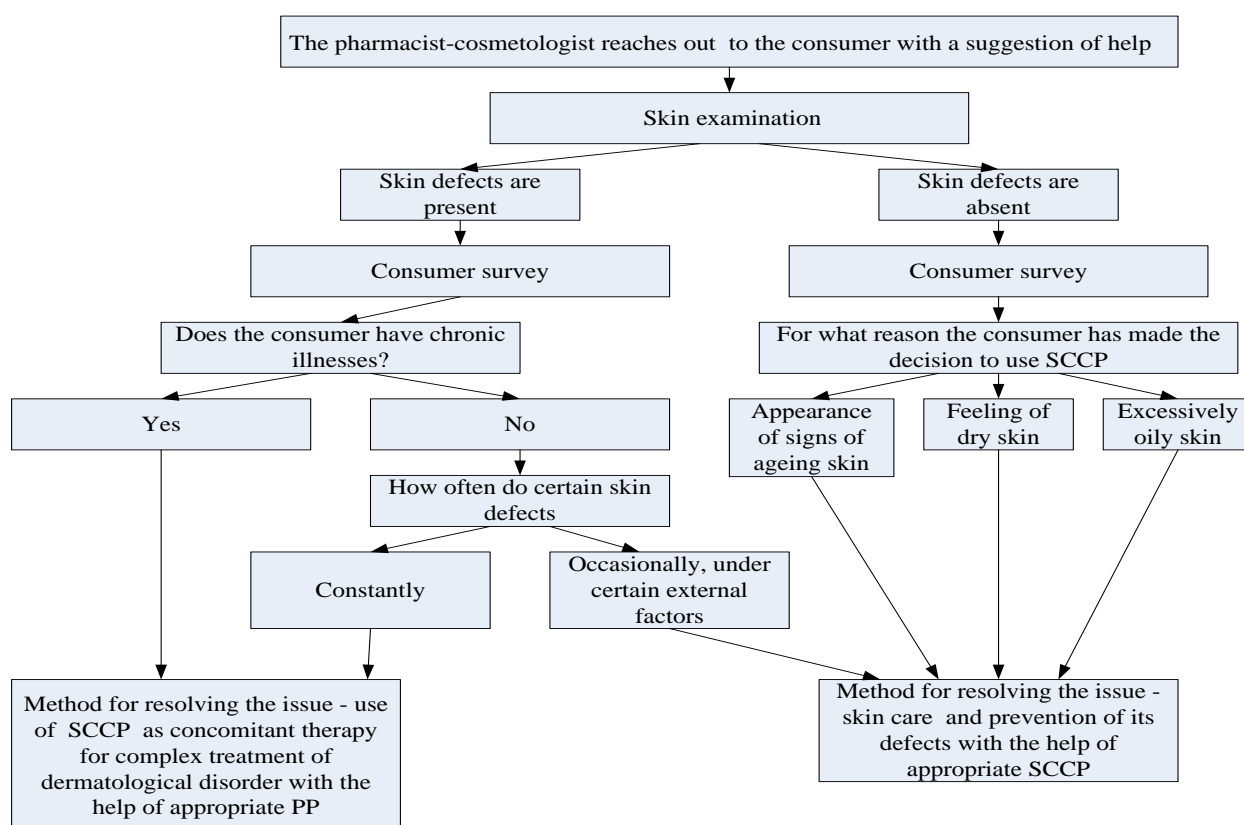 The pharmacist-cosmetologist reaches out to the consumer with a suggestion of help
Skin examination
Skin defects are
present
Skin defects are
absent
Consumer survey
Consumer survey
Does the consumer have chronic
illnesses?
For what reason the consumer has made the
decision to use SCCP
Yes
No
Appearance
of signs of
ageing skin
Feeling of
dry skin
Excessively
oily skin
How often do certain skin
defects
Constantly
Occasionally, under
certain external
factors
Method for resolving the issue - use
of SCCP as concomitant therapy
for complex treatment of
dermatological disorder with the
help of appropriate PP
Method for resolving the issue -
skin care and prevention of its
defects with the help of
appropriate SCCP